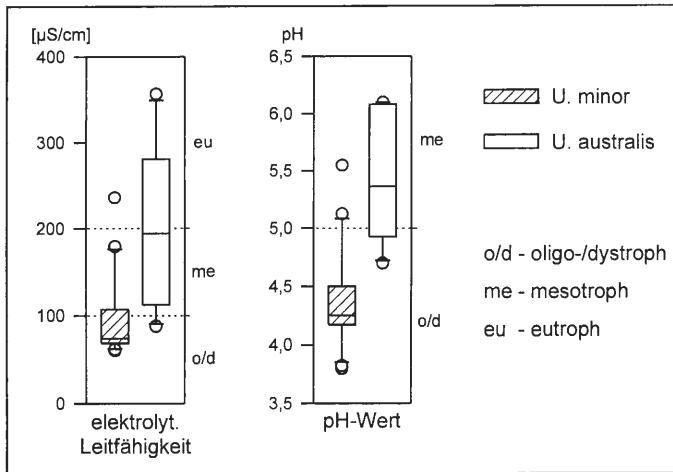 [µS/cm]
400
300
200
100
0
eu
me
o/d
elektrolyt.
Leitfähigkeit
pH
6,5
6,0
5,5
5,0
4,5
4,0
3,5
me
o/d
pH-Wert
U. minor
U. australis
o/d - oligo-/dystroph
me - mesotroph
eu - eutroph